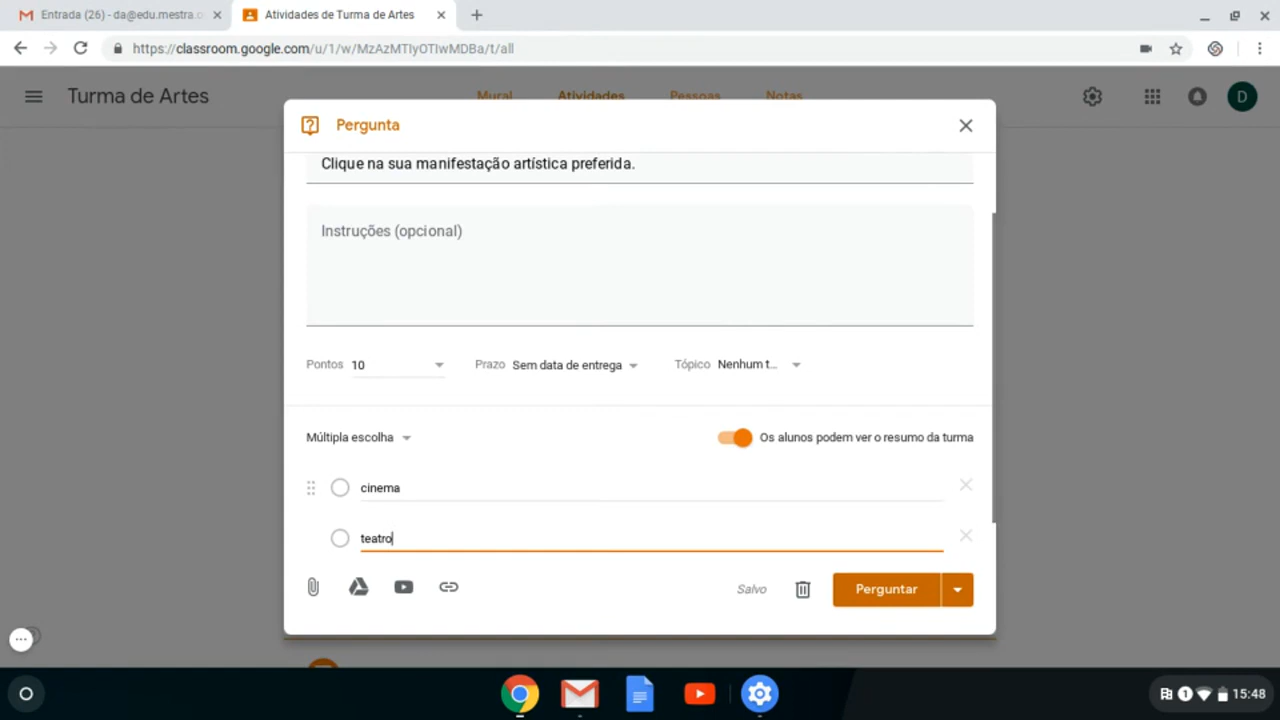 Entrada (26) - da@edu.mestra.o
Atividades de Turma de Artes
https://classroom.google.com/u/1/w/MzAzMTIyOTIwMDBa/t/all
Turma de Artes
Mural Atividades Pessoas Notas
D
Pergunta
Clique na sua manifestação artística preferida.
Instruções (opcional)
Pontos 10 Prazo Sem data de entrega Tópico Nenhum t...
Múltipla escolha Os alunos podem ver o resumo da turma
cinema
teatro
Salvo Perguntar
1 15:48